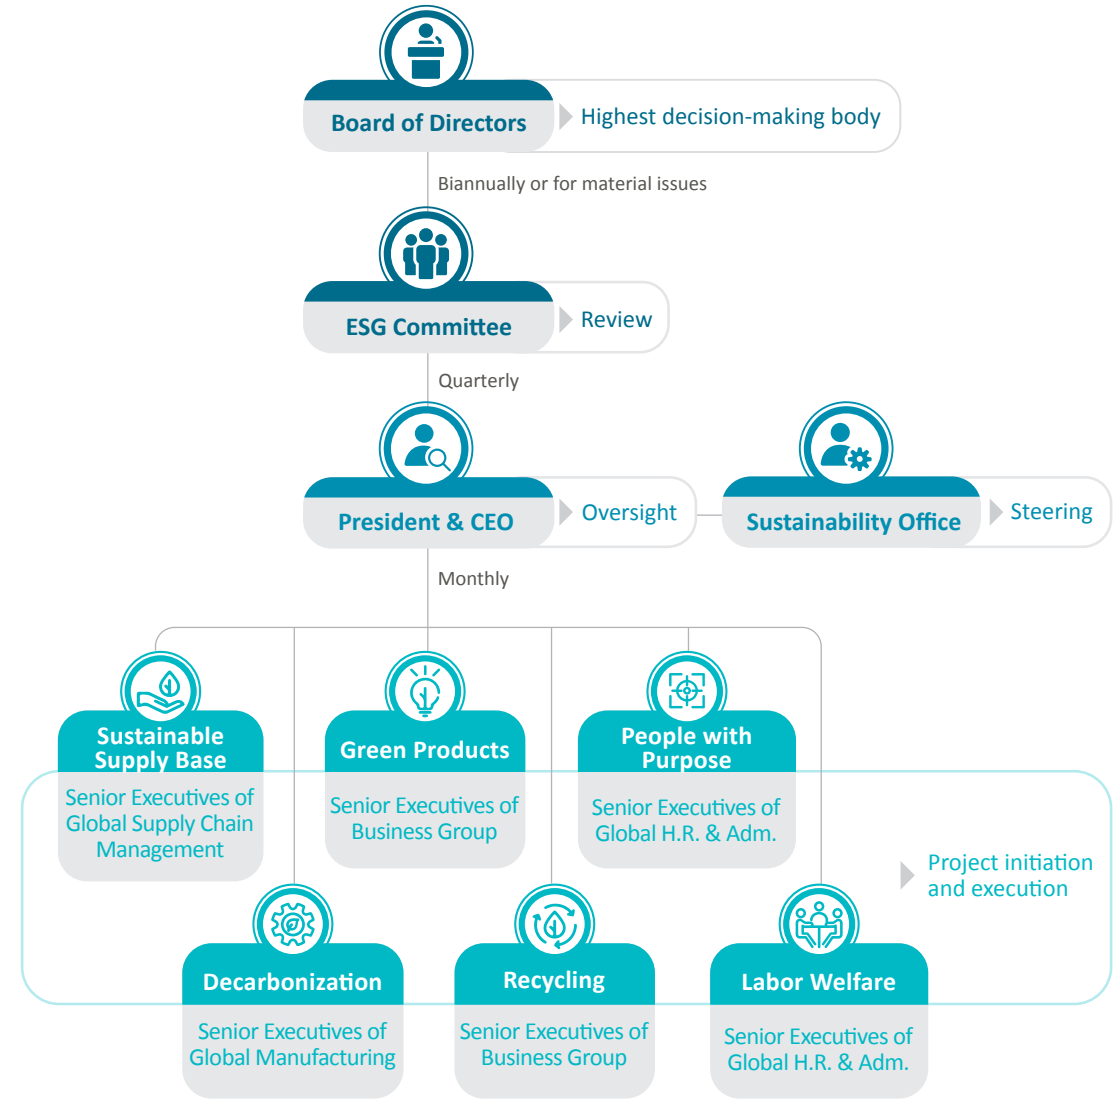 Board of Directors
Highest decision-making body
Biannually or for material issues
ESG Committee
Review
Quarterly
President & CEO
Oversight
Sustainability Office
Steering
Monthly
Sustainable
Supply Base
Senior Executives of
Global Supply Chain
Management
Green Products
Senior Executives of
Business Group
People with
Purpose
Senior Executives of
Global H.R. & Adm.
Project initiation
and execution
Decarbonization
Senior Executives of
Global Manufacturing
Recycling
Senior Executives of
Business Group
Labor Welfare
Senior Executives of
Global H.R. & Adm.